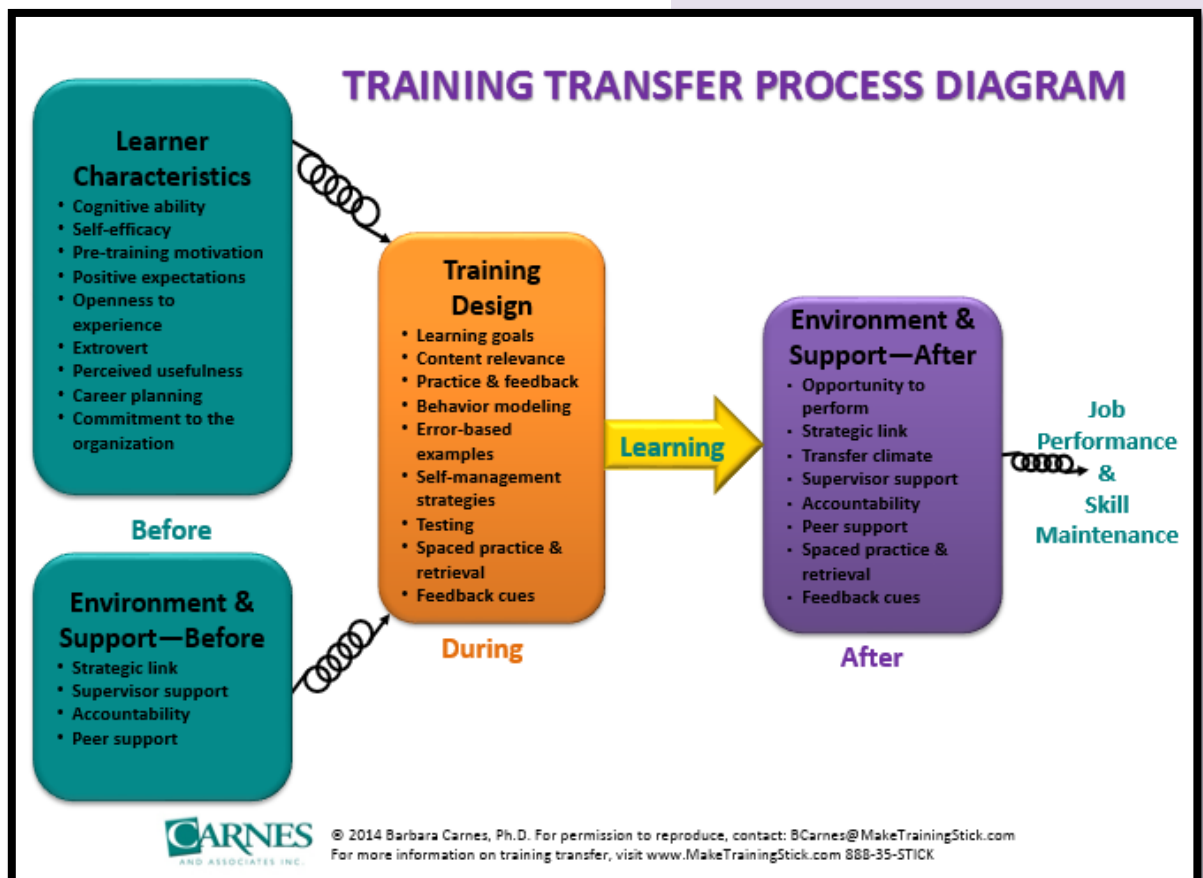 TRAINING TRANSFER PROCESS DIAGRAM
Learner
Characteristics
• Cognitive ability
• Self-efficacy
• Pre-training motivation
• Positive expectations
• Openness to
experience
• Extrovert
• Perceived usefulness
• Career planning
• Commitment to the
organization
Before
Environment &
Support—Before
• Strategic link
• Supervisor support
• Accountability
• Peer support
Training
Design
• Learning goals
• Content relevance
• Practice & feedback
• Behavior modeling
• Error-based
examples
• Self-management
strategies
• Testing
• Spaced practice &
retrieval
• Feedback cues
During
Learning
Environment &
Support—After
• Opportunity to
perform
• Strategic link
• Transfer climate
• Supervisor support
• Accountability
• Peer support
• Spaced practice &
retrieval
• Feedback cues
After
Job
Performance
&
Skill
Maintenance
CARNES
AND ASSOCIATES INC.
© 2014 Barbara Carnes, Ph.D. For permission to reproduce, contact: BCarnes@MakeTrainingStick.com
For more information on training transfer, visit www.MakeTrainingStick.com 888-35-STICK